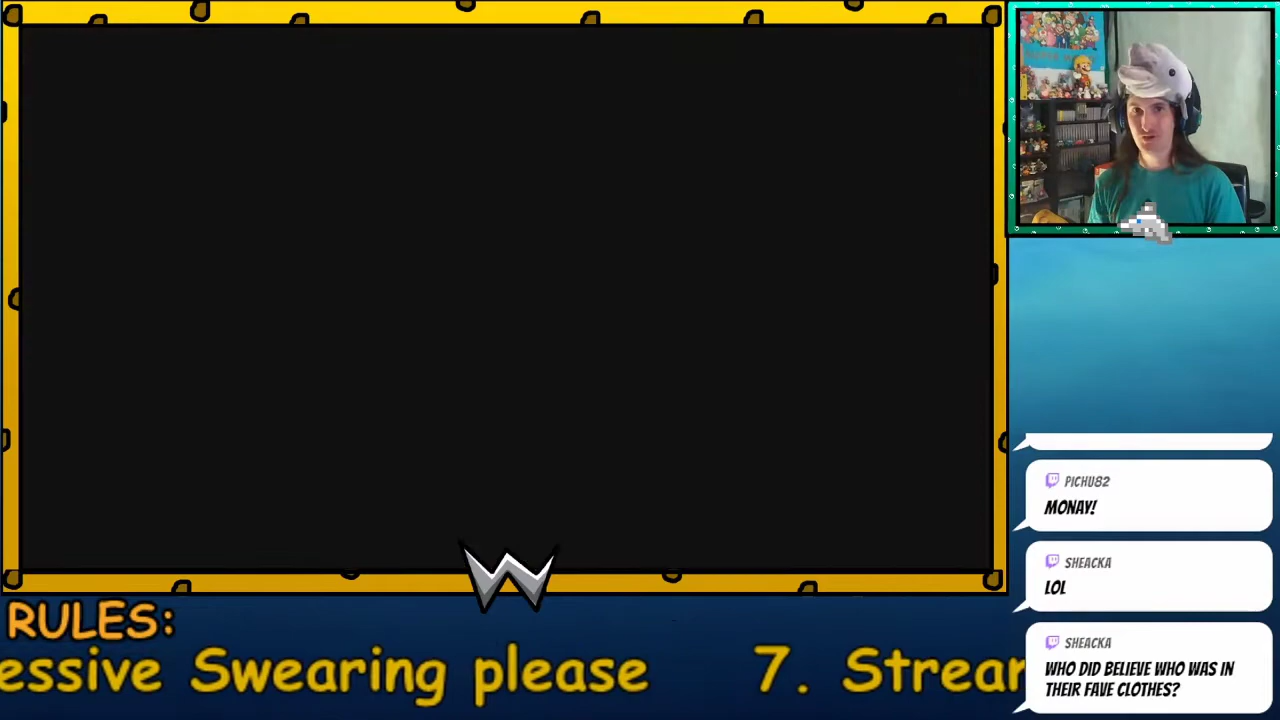 PICHU82
MONAY!
SHEACKA
LOL
SHEACKA
WHO DID BELIEVE WHO WAS IN
THEIR FAVE CLOTHES?
RULES:
essive Swearing please 7. Strear